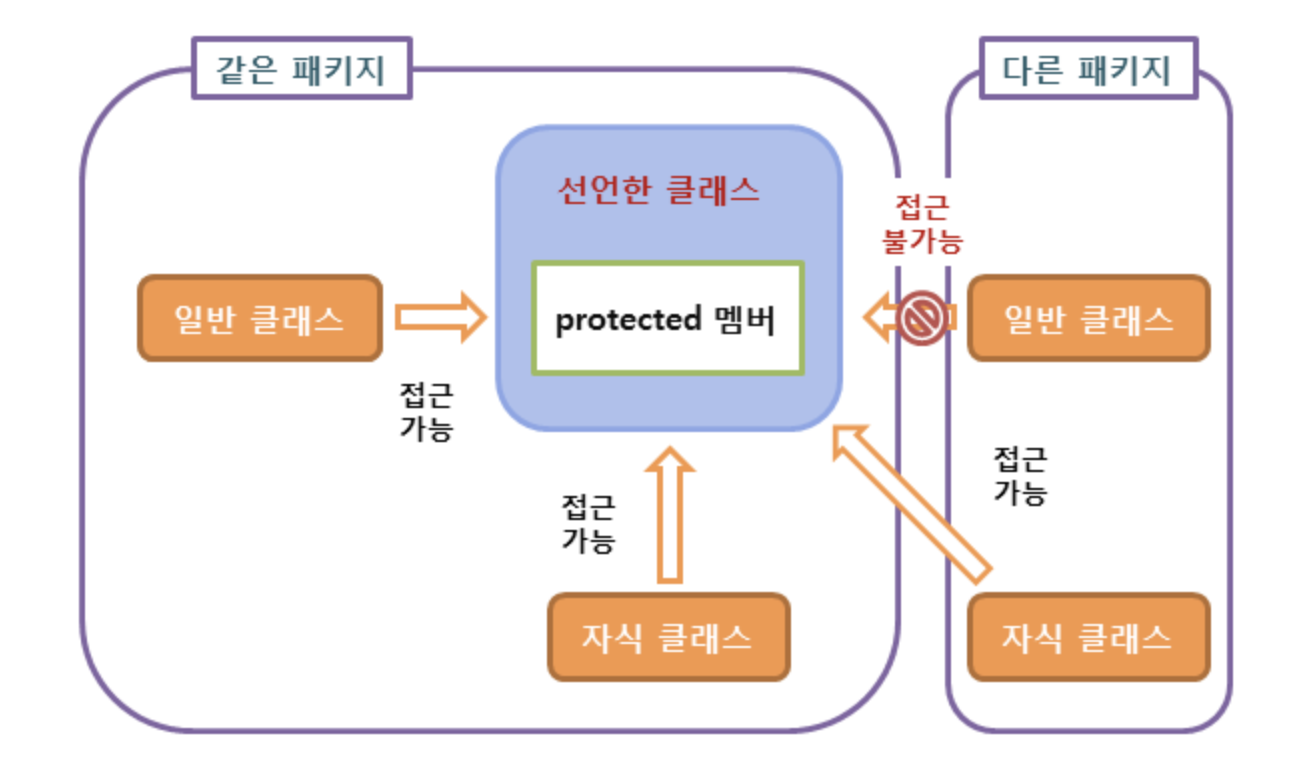 같은 패키지
다른 패키지
선언한 클래스
접근
불가능
일반 클래스
protected 멤버
일반 클래스
접근
가능
접근
가능
접근
가능
자식 클래스
자식 클래스